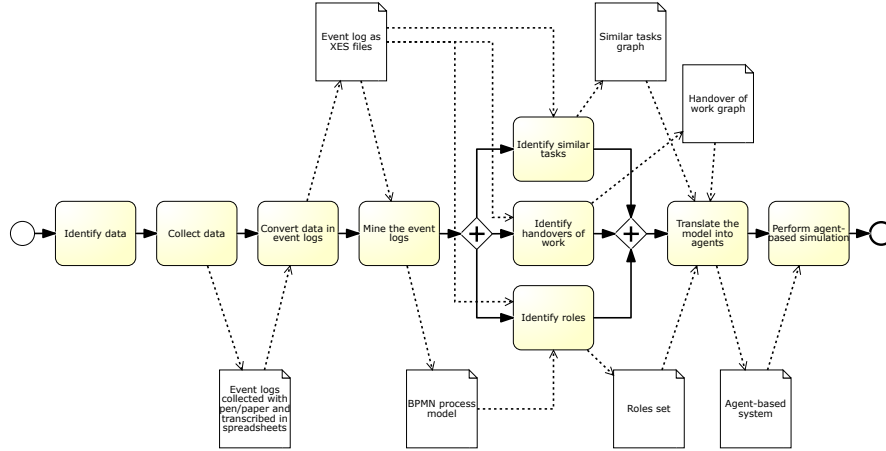 Event log as
XES files
Similar tasks
graph
Handover of
work graph
Identify similar
tasks
Identify data
Collect data
Convert data in
event logs
Mine the event
logs
Identify
handovers of
work
Translate the
model into
agents
Perform agent-
based simulation
Identify roles
Event logs
collected with
pen/paper and
transcribed in
spreadsheets
BPMN process
model
Roles set
Agent-based
system